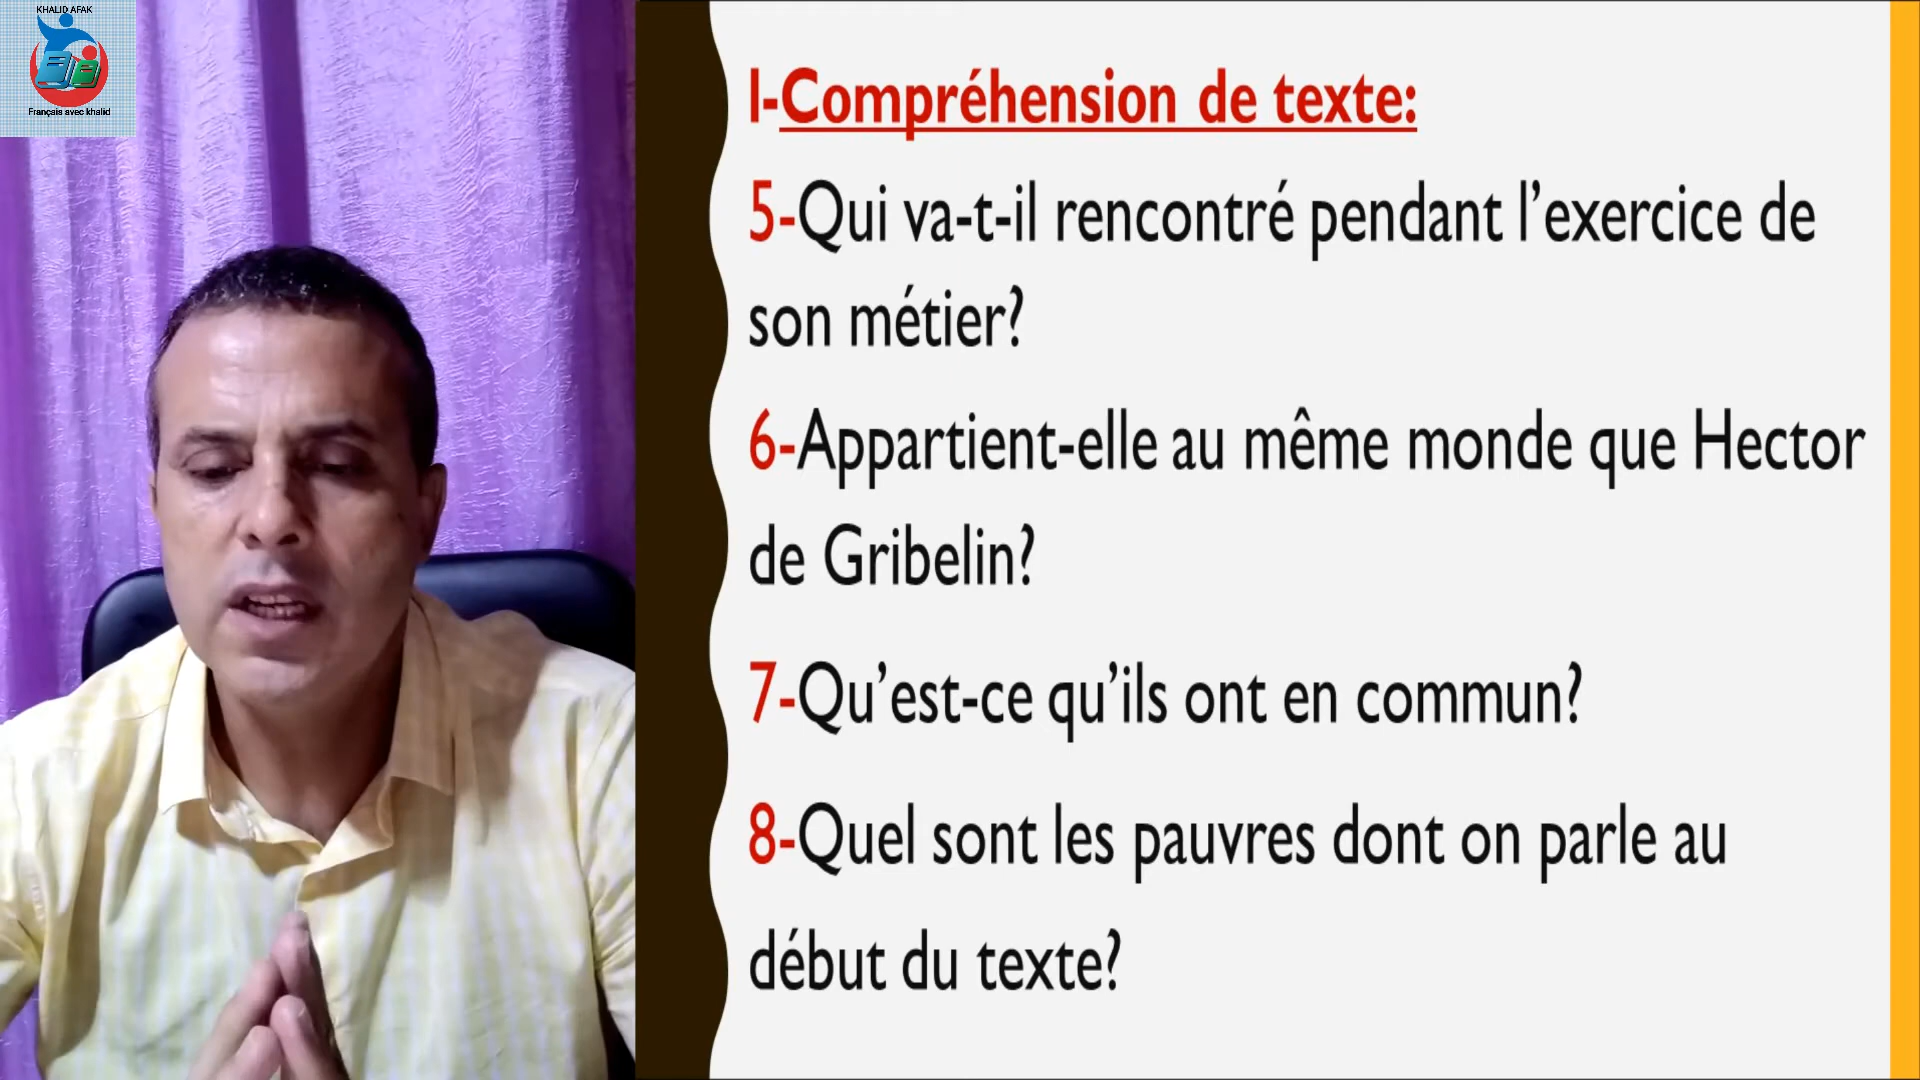 KHALID AFAK
Français avec khalid
I-Compréhension de texte:
5-Qui va-t-il rencontré pendant l’exercice de
son métier?
6-Appartient-elle au même monde que Hector
de Gribelin?
7-Qu’est-ce qu’ils ont en commun?
8-Quel sont les pauvres dont on parle au
début du texte?